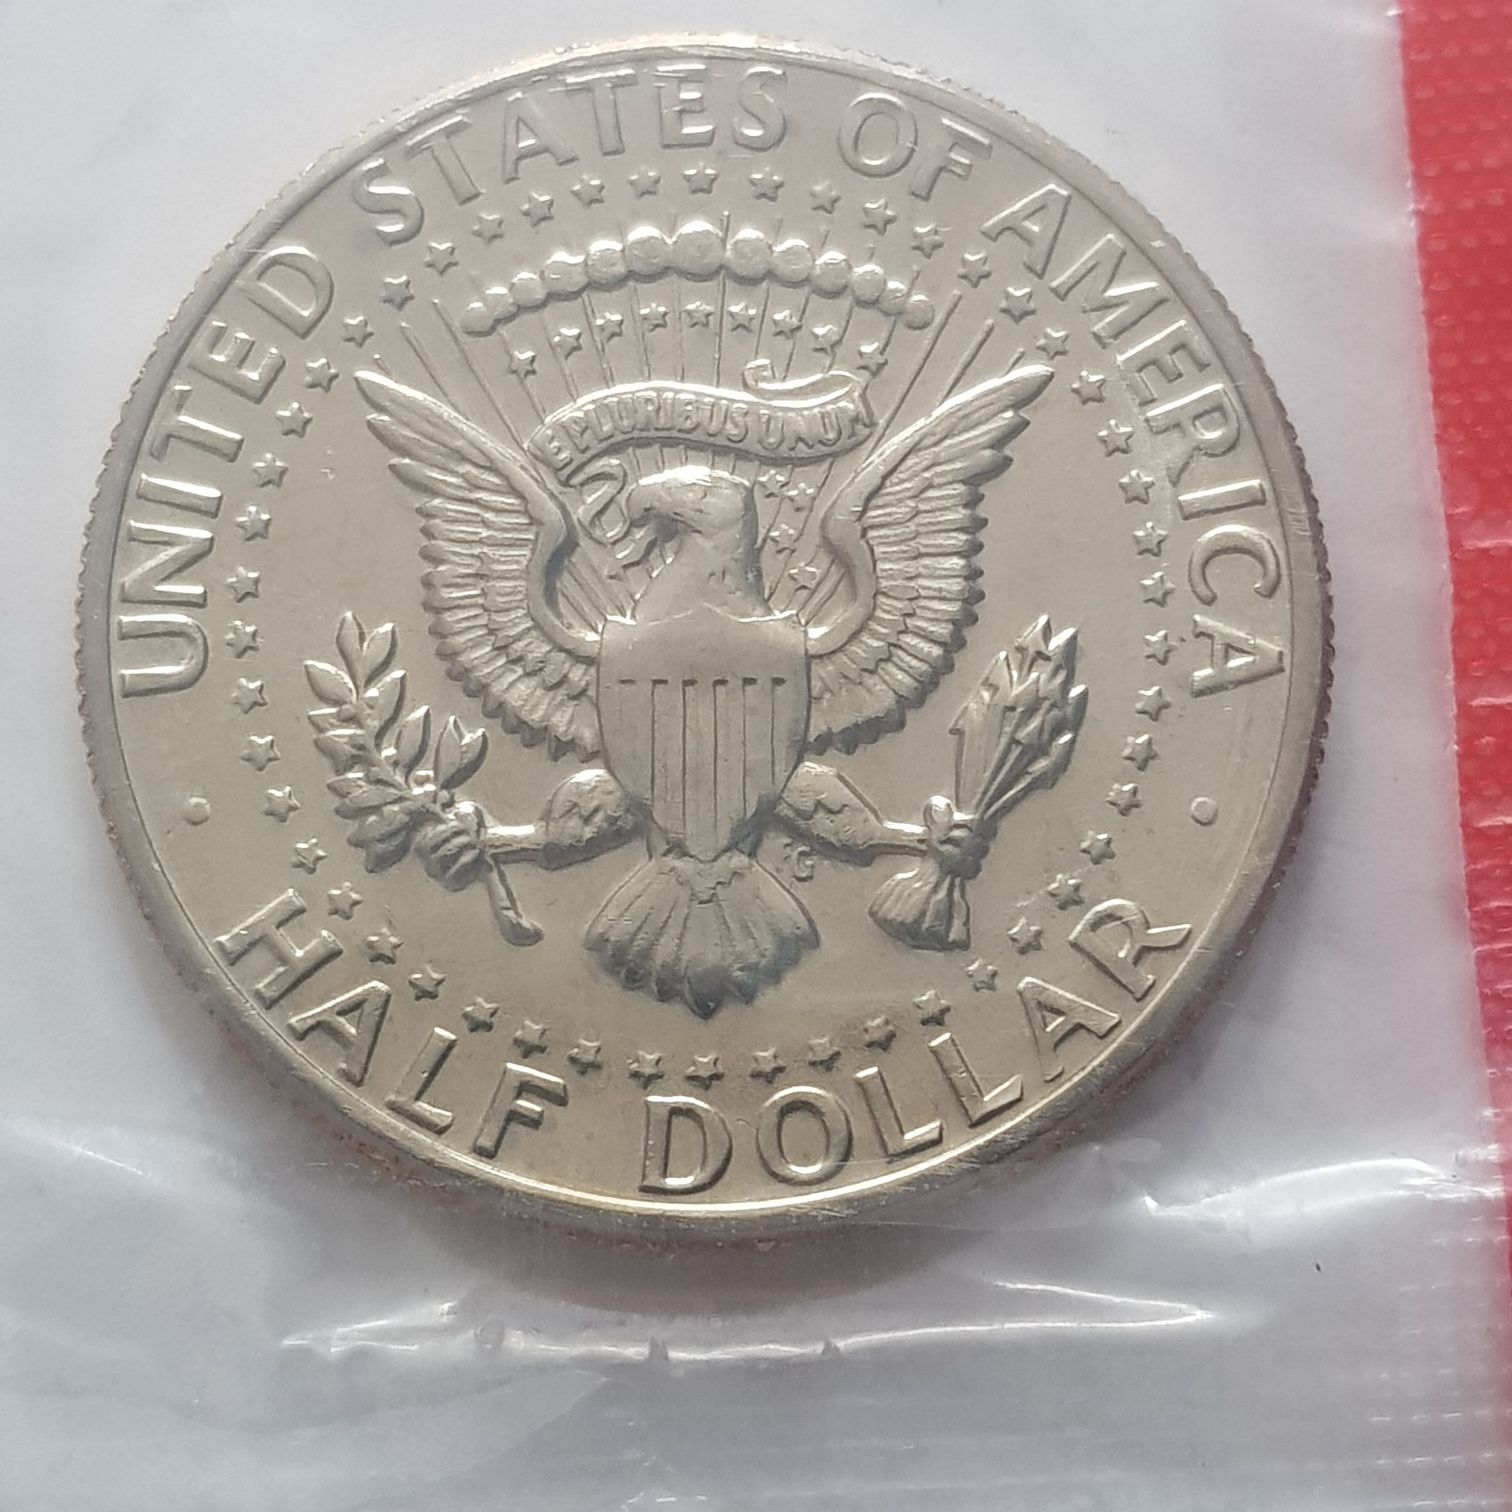 UNITED STATES OF AMERICA
E PLURIBUS UNUM
FG
HALF DOLLAR